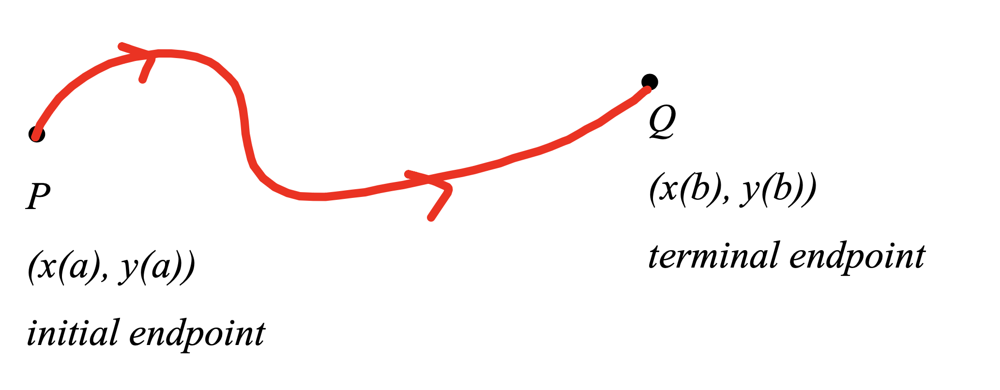 P
(x(a), y(a))
initial endpoint
Q
(x(b), y(b))
terminal endpoint